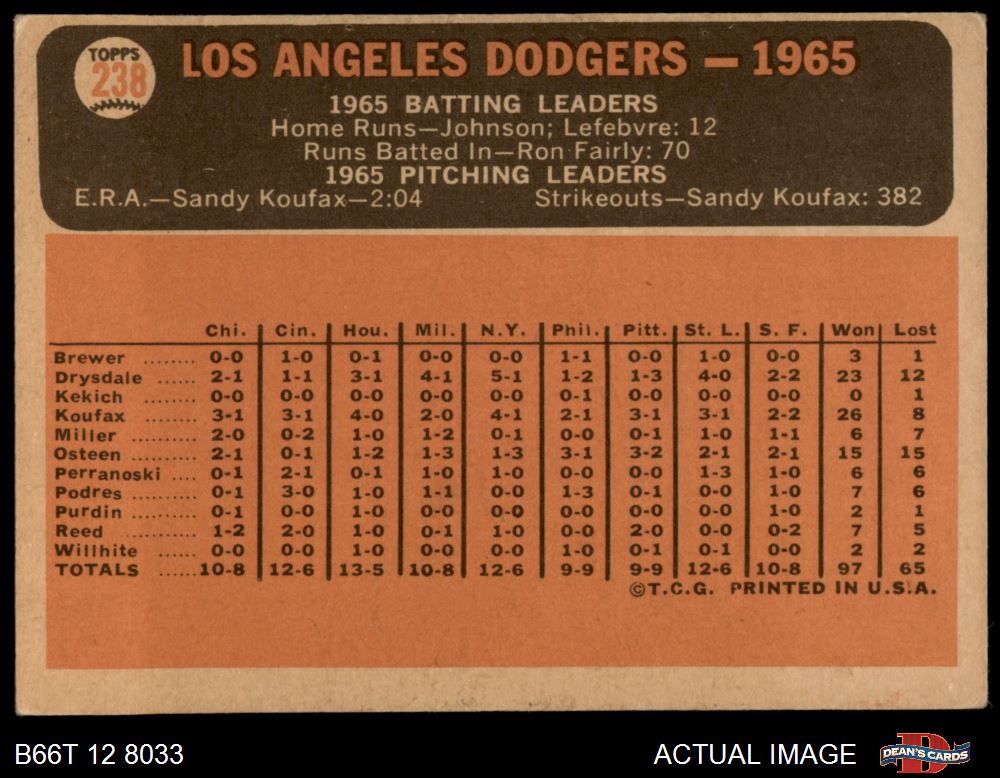 TOPPS
238
LOS ANGELES DODGERS — 1965
1965 BATTING LEADERS
Home Runs—Johnson; Lefebvre: 12
Runs Batted In—Ron Fairly: 70
1965 PITCHING LEADERS
E.R.A.—Sandy Koufax—2:04 Strikeouts—Sandy Koufax: 382
Chi. Cin. Hou. Mil. N.Y. Phil. Pitt. St. L. S. F. Won Lost
Brewer ........ 0-0 1-0 0-1 0-0 0-0 1-1 0-0 1-0 0-0 3 1
Drysdale ...... 2-1 1-1 3-1 4-1 5-1 1-2 1-3 4-0 2-2 23 12
Kekich ......... 0-0 0-0 0-0 0-0 0-0 0-1 0-0 0-0 0-0 0 1
Koufax ......... 3-1 3-1 4-0 2-0 4-1 2-1 3-1 3-1 2-2 26 8
Miller .......... 2-0 0-2 1-0 1-2 0-1 0-0 0-1 1-0 1-1 6 7
Osteen ......... 2-1 0-1 1-2 1-3 1-3 3-1 3-2 2-1 2-1 15 15
Perranoski .... 0-1 2-1 0-1 1-0 1-0 0-0 0-0 1-3 1-0 6 6
Podres ......... 0-1 3-0 1-0 1-1 0-0 1-3 0-1 0-0 1-0 7 6
Purdin .......... 0-1 0-0 1-0 0-0 0-0 0-0 0-0 0-0 1-0 2 1
Reed ........... 1-2 2-0 1-0 0-1 1-0 0-0 2-0 0-0 0-2 7 5
Willhite ...... 0-0 0-0 1-0 0-0 0-0 1-0 0-1 0-1 0-0 2 2
TOTALS ...... 10-8 12-6 13-5 10-8 12-6 9-9 9-9 12-6 10-8 97 65
©T.C.G. PRINTED IN U.S.A.
B66T 12 8033 ACTUAL IMAGE DEAN'S CARDS